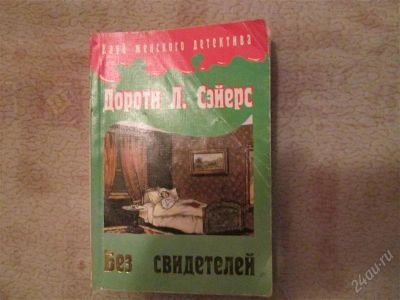 Клуб женского детектива
Дороти Л. Сэйерс
Без свидетелей
24au.ru